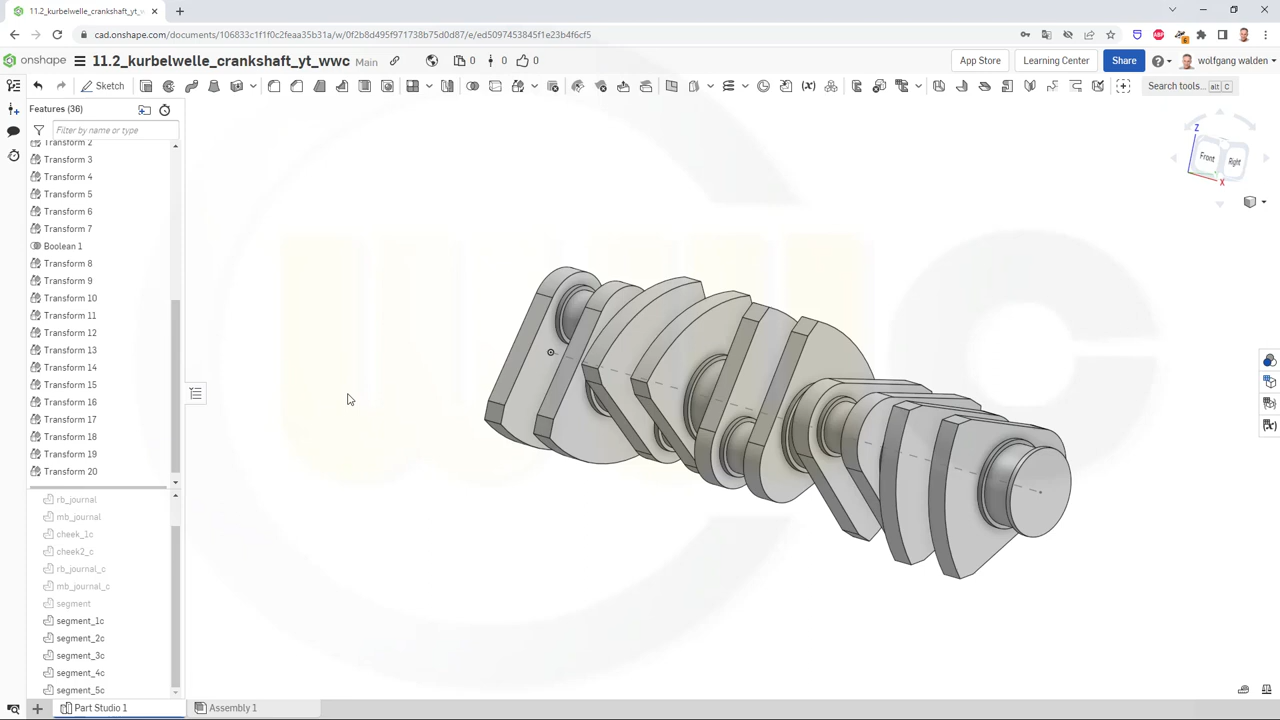 11.2_kurbelwelle_crankshaft_yt_w
cad.onshape.com/documents/106833c1f1f0c2feaa35b31a/w/0f2b8d495f971738b75d0d87/e/ed5097453845f1e23b4f6cf5
onshape
11.2_kurbelwelle_crankshaft_yt_wwc Main 0 0 0
App Store Learning Center Share wolfgang walden
Sketch
Search tools... alt C
Features (36)
Filter by name or type
Transform 2
Transform 3
Transform 4
Transform 5
Transform 6
Transform 7
Boolean 1
Transform 8
Transform 9
Transform 10
Transform 11
Transform 12
Transform 13
Transform 14
Transform 15
Transform 16
Transform 17
Transform 18
Transform 19
Transform 20
rb_journal
mb_journal
cheek_1c
cheek2_c
rb_journal_c
mb_journal_c
segment
segment_1c
segment_2c
segment_3c
segment_4c
segment_5c
Z
Front Right
X
Part Studio 1 Assembly 1